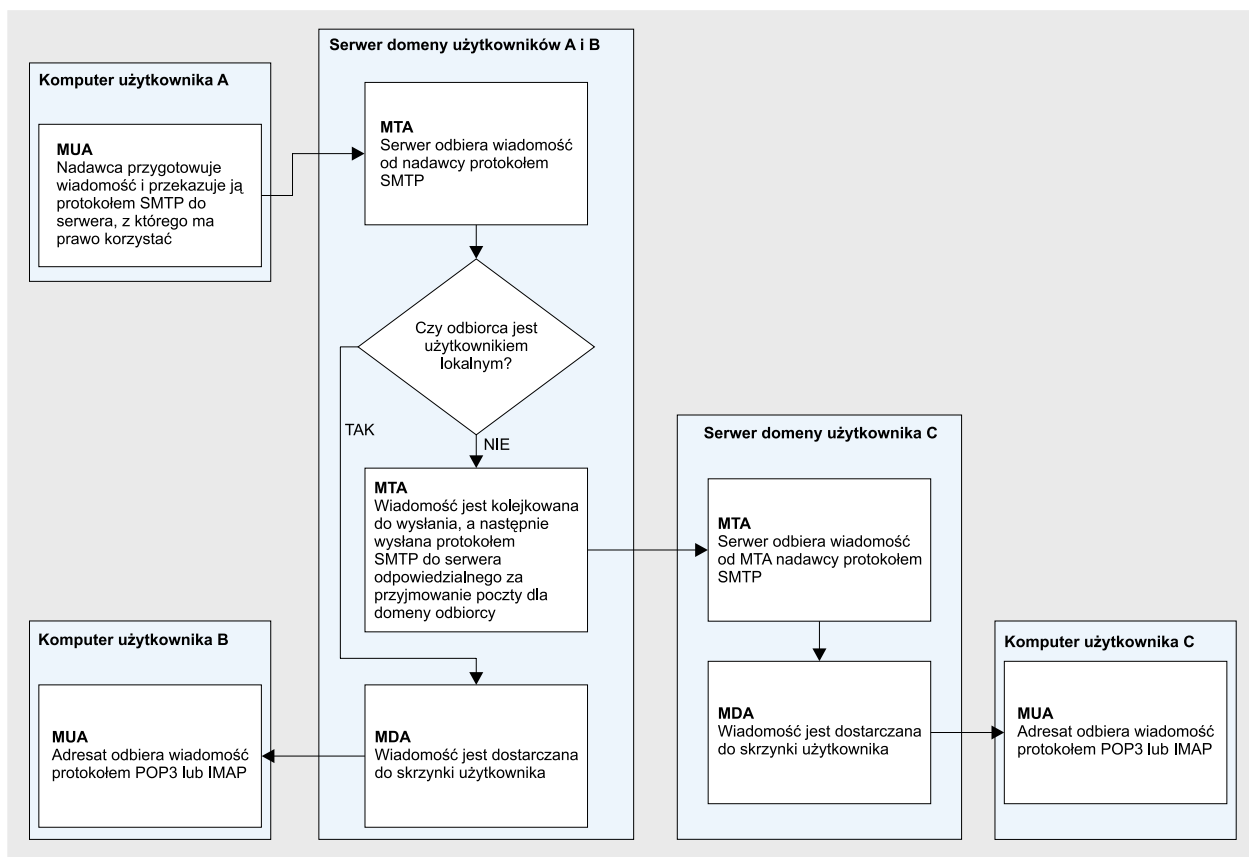 Serwer domeny użytkowników A i B
Komputer użytkownika A
MUA
Nadawca przygotowuje
wiadomość i przekazuje ją
protokołem SMTP do
serwera, z którego ma
prawo korzystać
MTA
Serwer odbiera wiadomość
od nadawcy protokołem
SMTP
Czy odbiorca jest
użytkownikiem
lokalnym?
TAK
NIE
MTA
Wiadomość jest kolejkowana
do wysłania, a następnie
wysłana protokołem
SMTP do serwera
odpowiedzialnego za
przyjmowanie poczty dla
domeny odbiorcy
Serwer domeny użytkownika C
MTA
Serwer odbiera wiadomość
od MTA nadawcy protokołem
SMTP
Komputer użytkownika B
MUA
Adresat odbiera wiadomość
protokołem POP3 lub IMAP
MDA
Wiadomość jest dostarczana
do skrzynki użytkownika
MDA
Wiadomość jest dostarczana
do skrzynki użytkownika
Komputer użytkownika C
MUA
Adresat odbiera wiadomość
protokołem POP3 lub IMAP